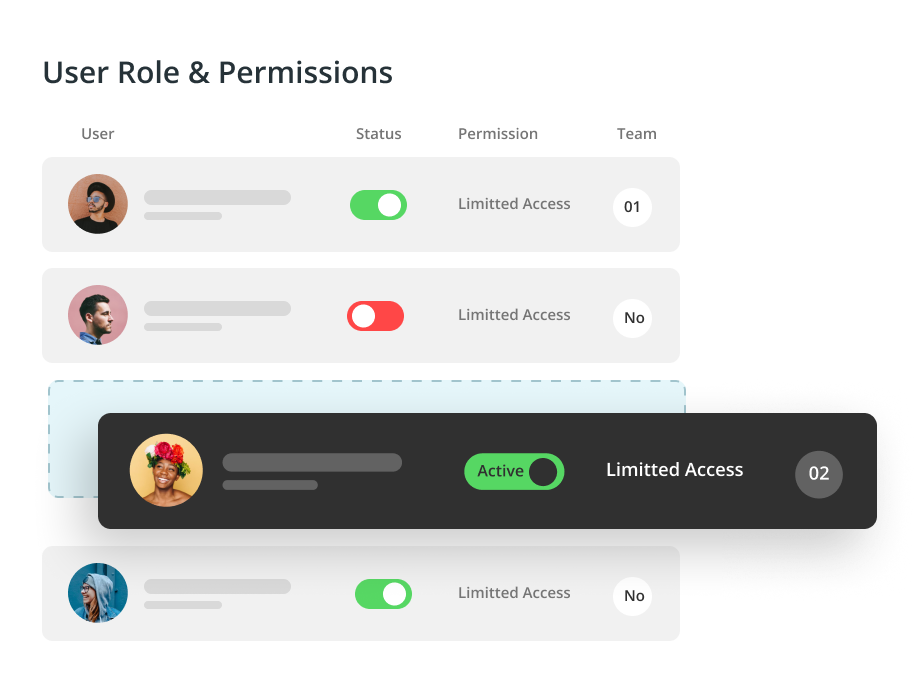 User Role & Permissions
User Status Permission Team
Limitted Access 01
Limitted Access No
Active Limitted Access 02
Limitted Access No